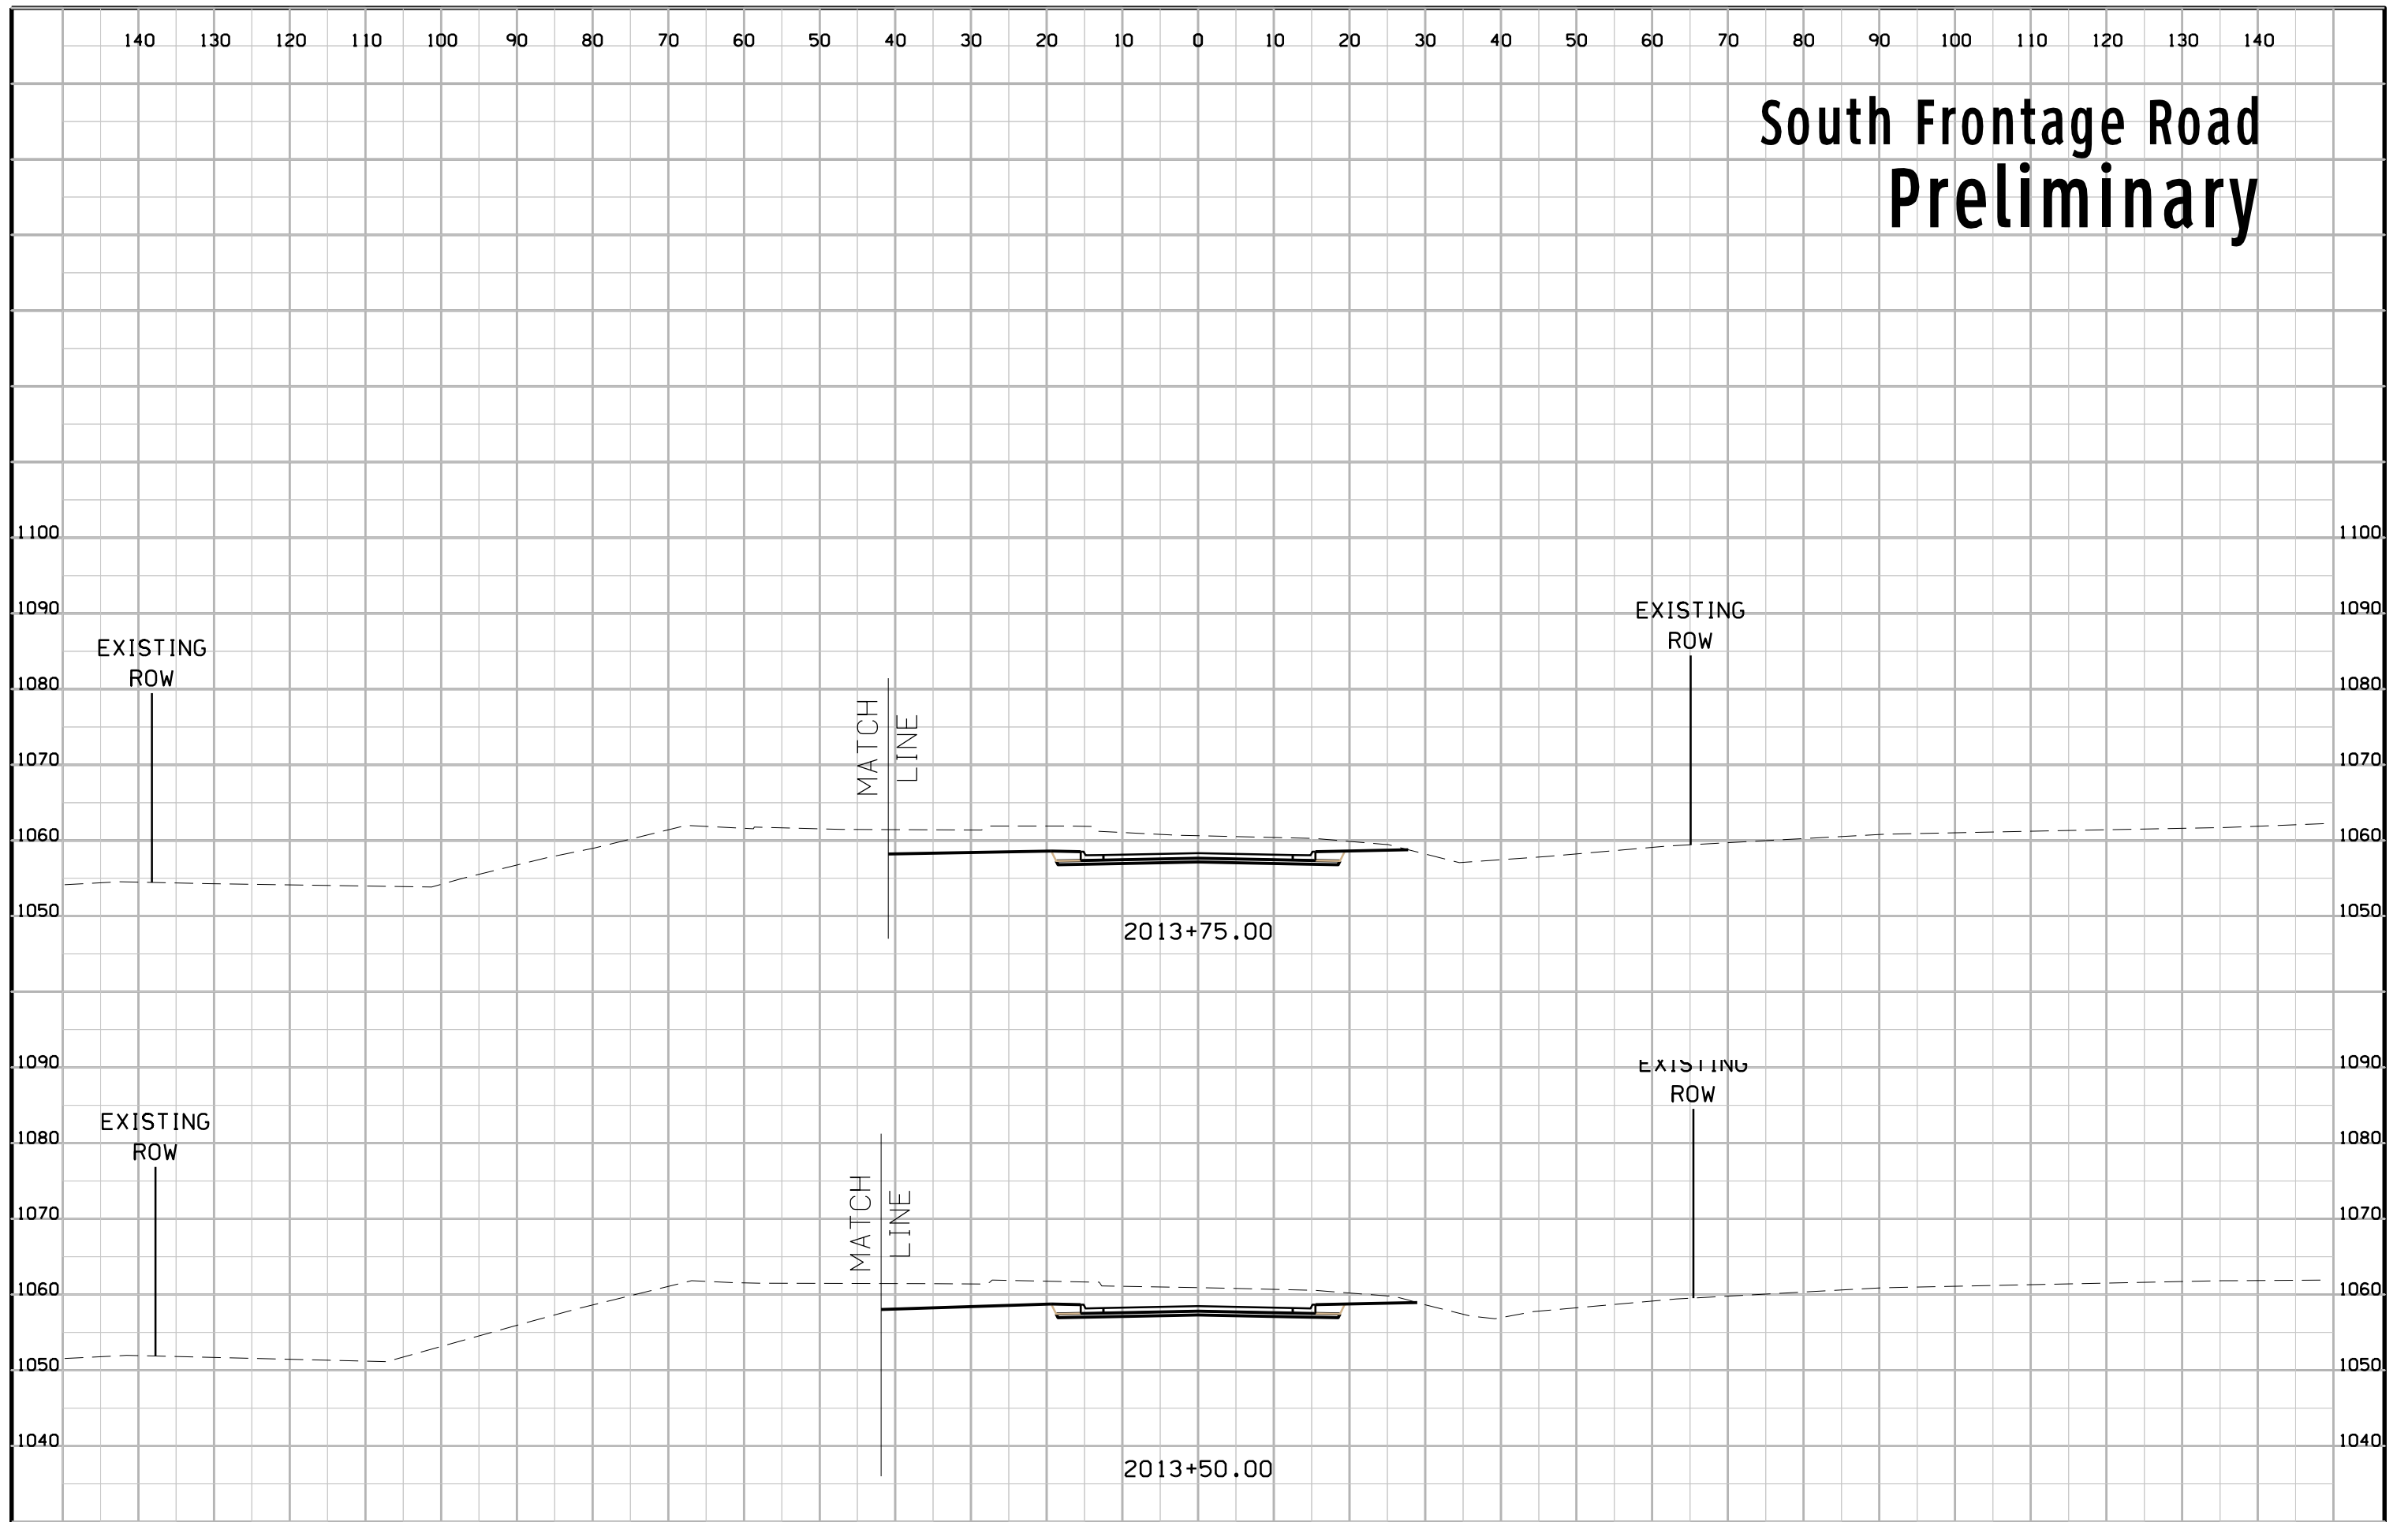 140 130 120 110 100 90 80 70 60 50 40 30 20 10 0 10 20 30 40 50 60 70 80 90 100 110 120 130 140
South Frontage Road
Preliminary
1100 1100
1090 1090
EXISTING
ROW
EXISTING
ROW
1080 1080
MATCH
LINE
1070 1070
1060 1060
1050 1050
2013+75.00
1090 1090
EXISTING
ROW
EXISTING
ROW
1080 1080
MATCH
LINE
1070 1070
1060 1060
1050 1050
1040 1040
2013+50.00